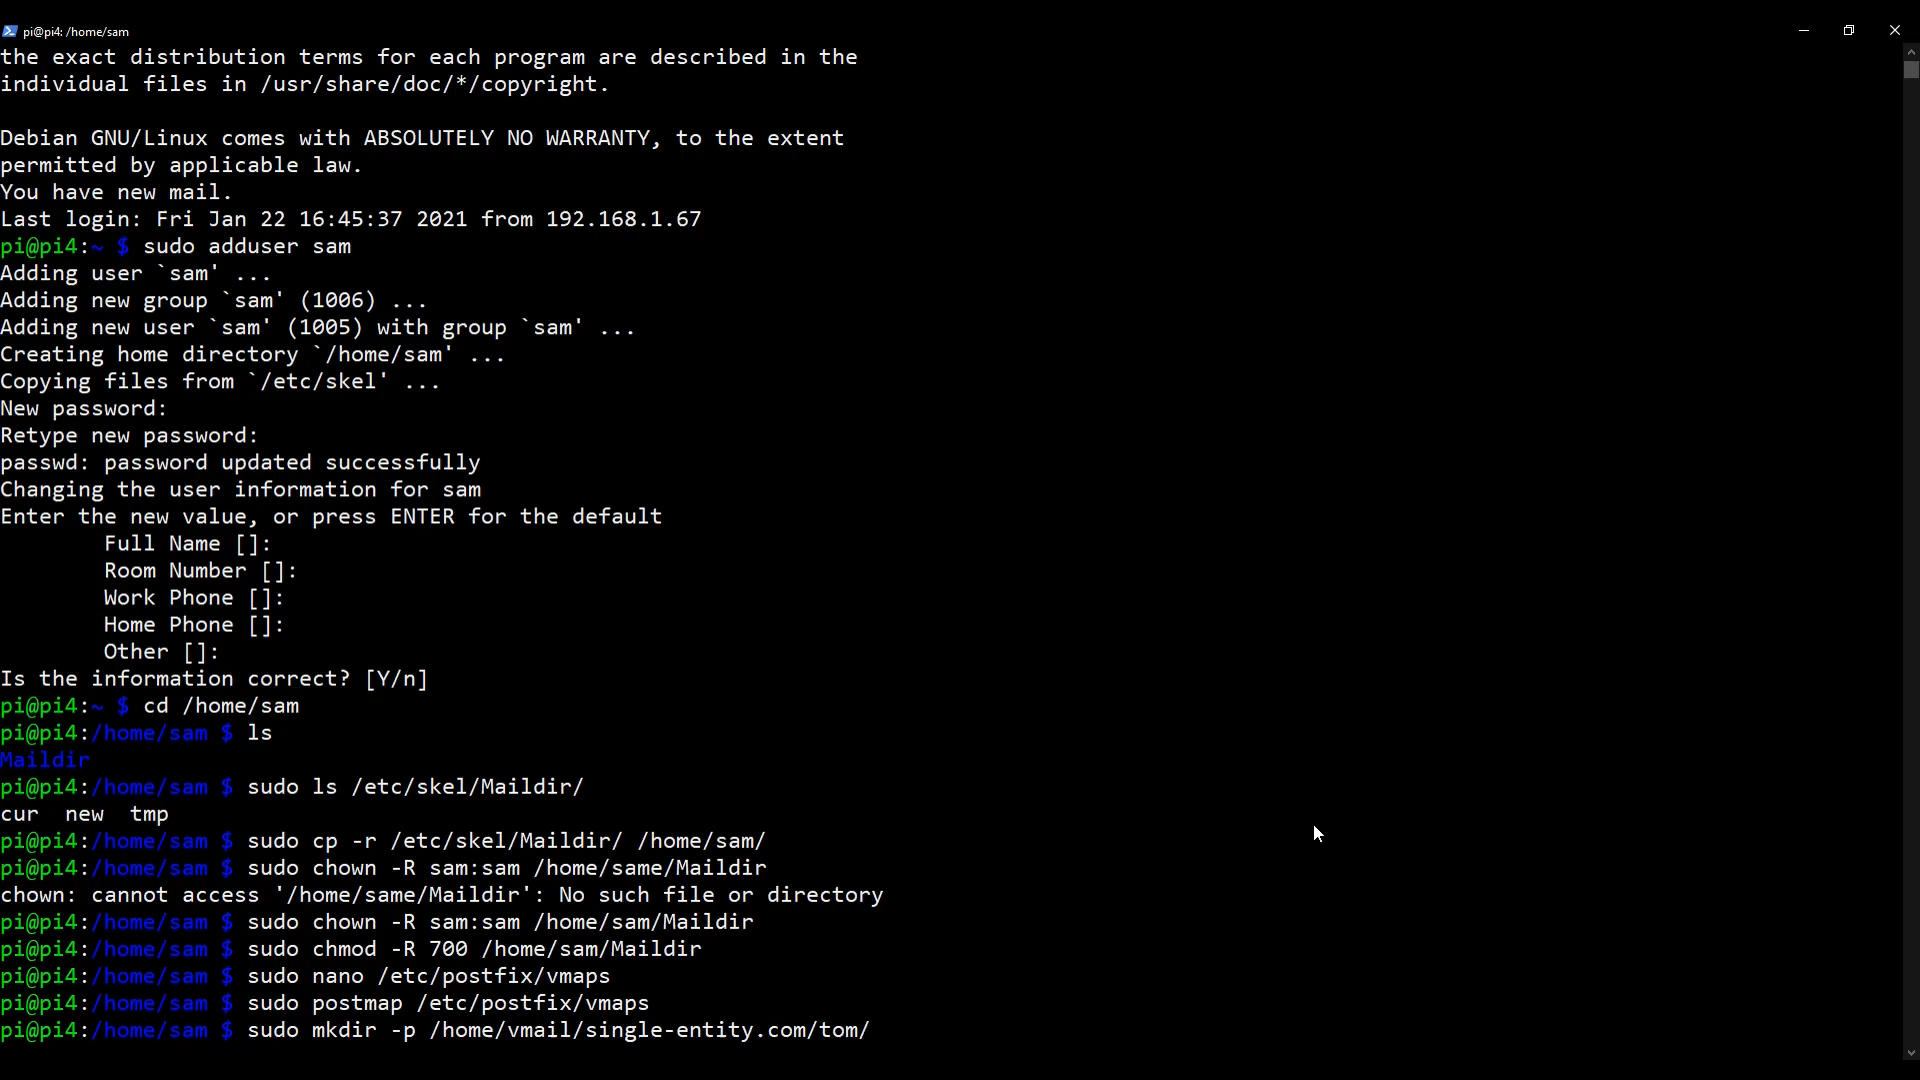 pi@pi4: /home/sam
the exact distribution terms for each program are described in the
individual files in /usr/share/doc/*/copyright.
Debian GNU/Linux comes with ABSOLUTELY NO WARRANTY, to the extent
permitted by applicable law.
You have new mail.
Last login: Fri Jan 22 16:45:37 2021 from 192.168.1.67
pi@pi4:~ $ sudo adduser sam
Adding user `sam' ...
Adding new group `sam' (1006) ...
Adding new user `sam' (1005) with group `sam' ...
Creating home directory `/home/sam' ...
Copying files from `/etc/skel' ...
New password:
Retype new password:
passwd: password updated successfully
Changing the user information for sam
Enter the new value, or press ENTER for the default
Full Name []:
Room Number []:
Work Phone []:
Home Phone []:
Other []:
Is the information correct? [Y/n]
pi@pi4:~ $ cd /home/sam
pi@pi4:/home/sam $ ls
Maildir
pi@pi4:/home/sam $ sudo ls /etc/skel/Maildir/
cur  new  tmp
pi@pi4:/home/sam $ sudo cp -r /etc/skel/Maildir/ /home/sam/
pi@pi4:/home/sam $ sudo chown -R sam:sam /home/same/Maildir
chown: cannot access '/home/same/Maildir': No such file or directory
pi@pi4:/home/sam $ sudo chown -R sam:sam /home/sam/Maildir
pi@pi4:/home/sam $ sudo chmod -R 700 /home/sam/Maildir
pi@pi4:/home/sam $ sudo nano /etc/postfix/vmaps
pi@pi4:/home/sam $ sudo postmap /etc/postfix/vmaps
pi@pi4:/home/sam $ sudo mkdir -p /home/vmail/single-entity.com/tom/